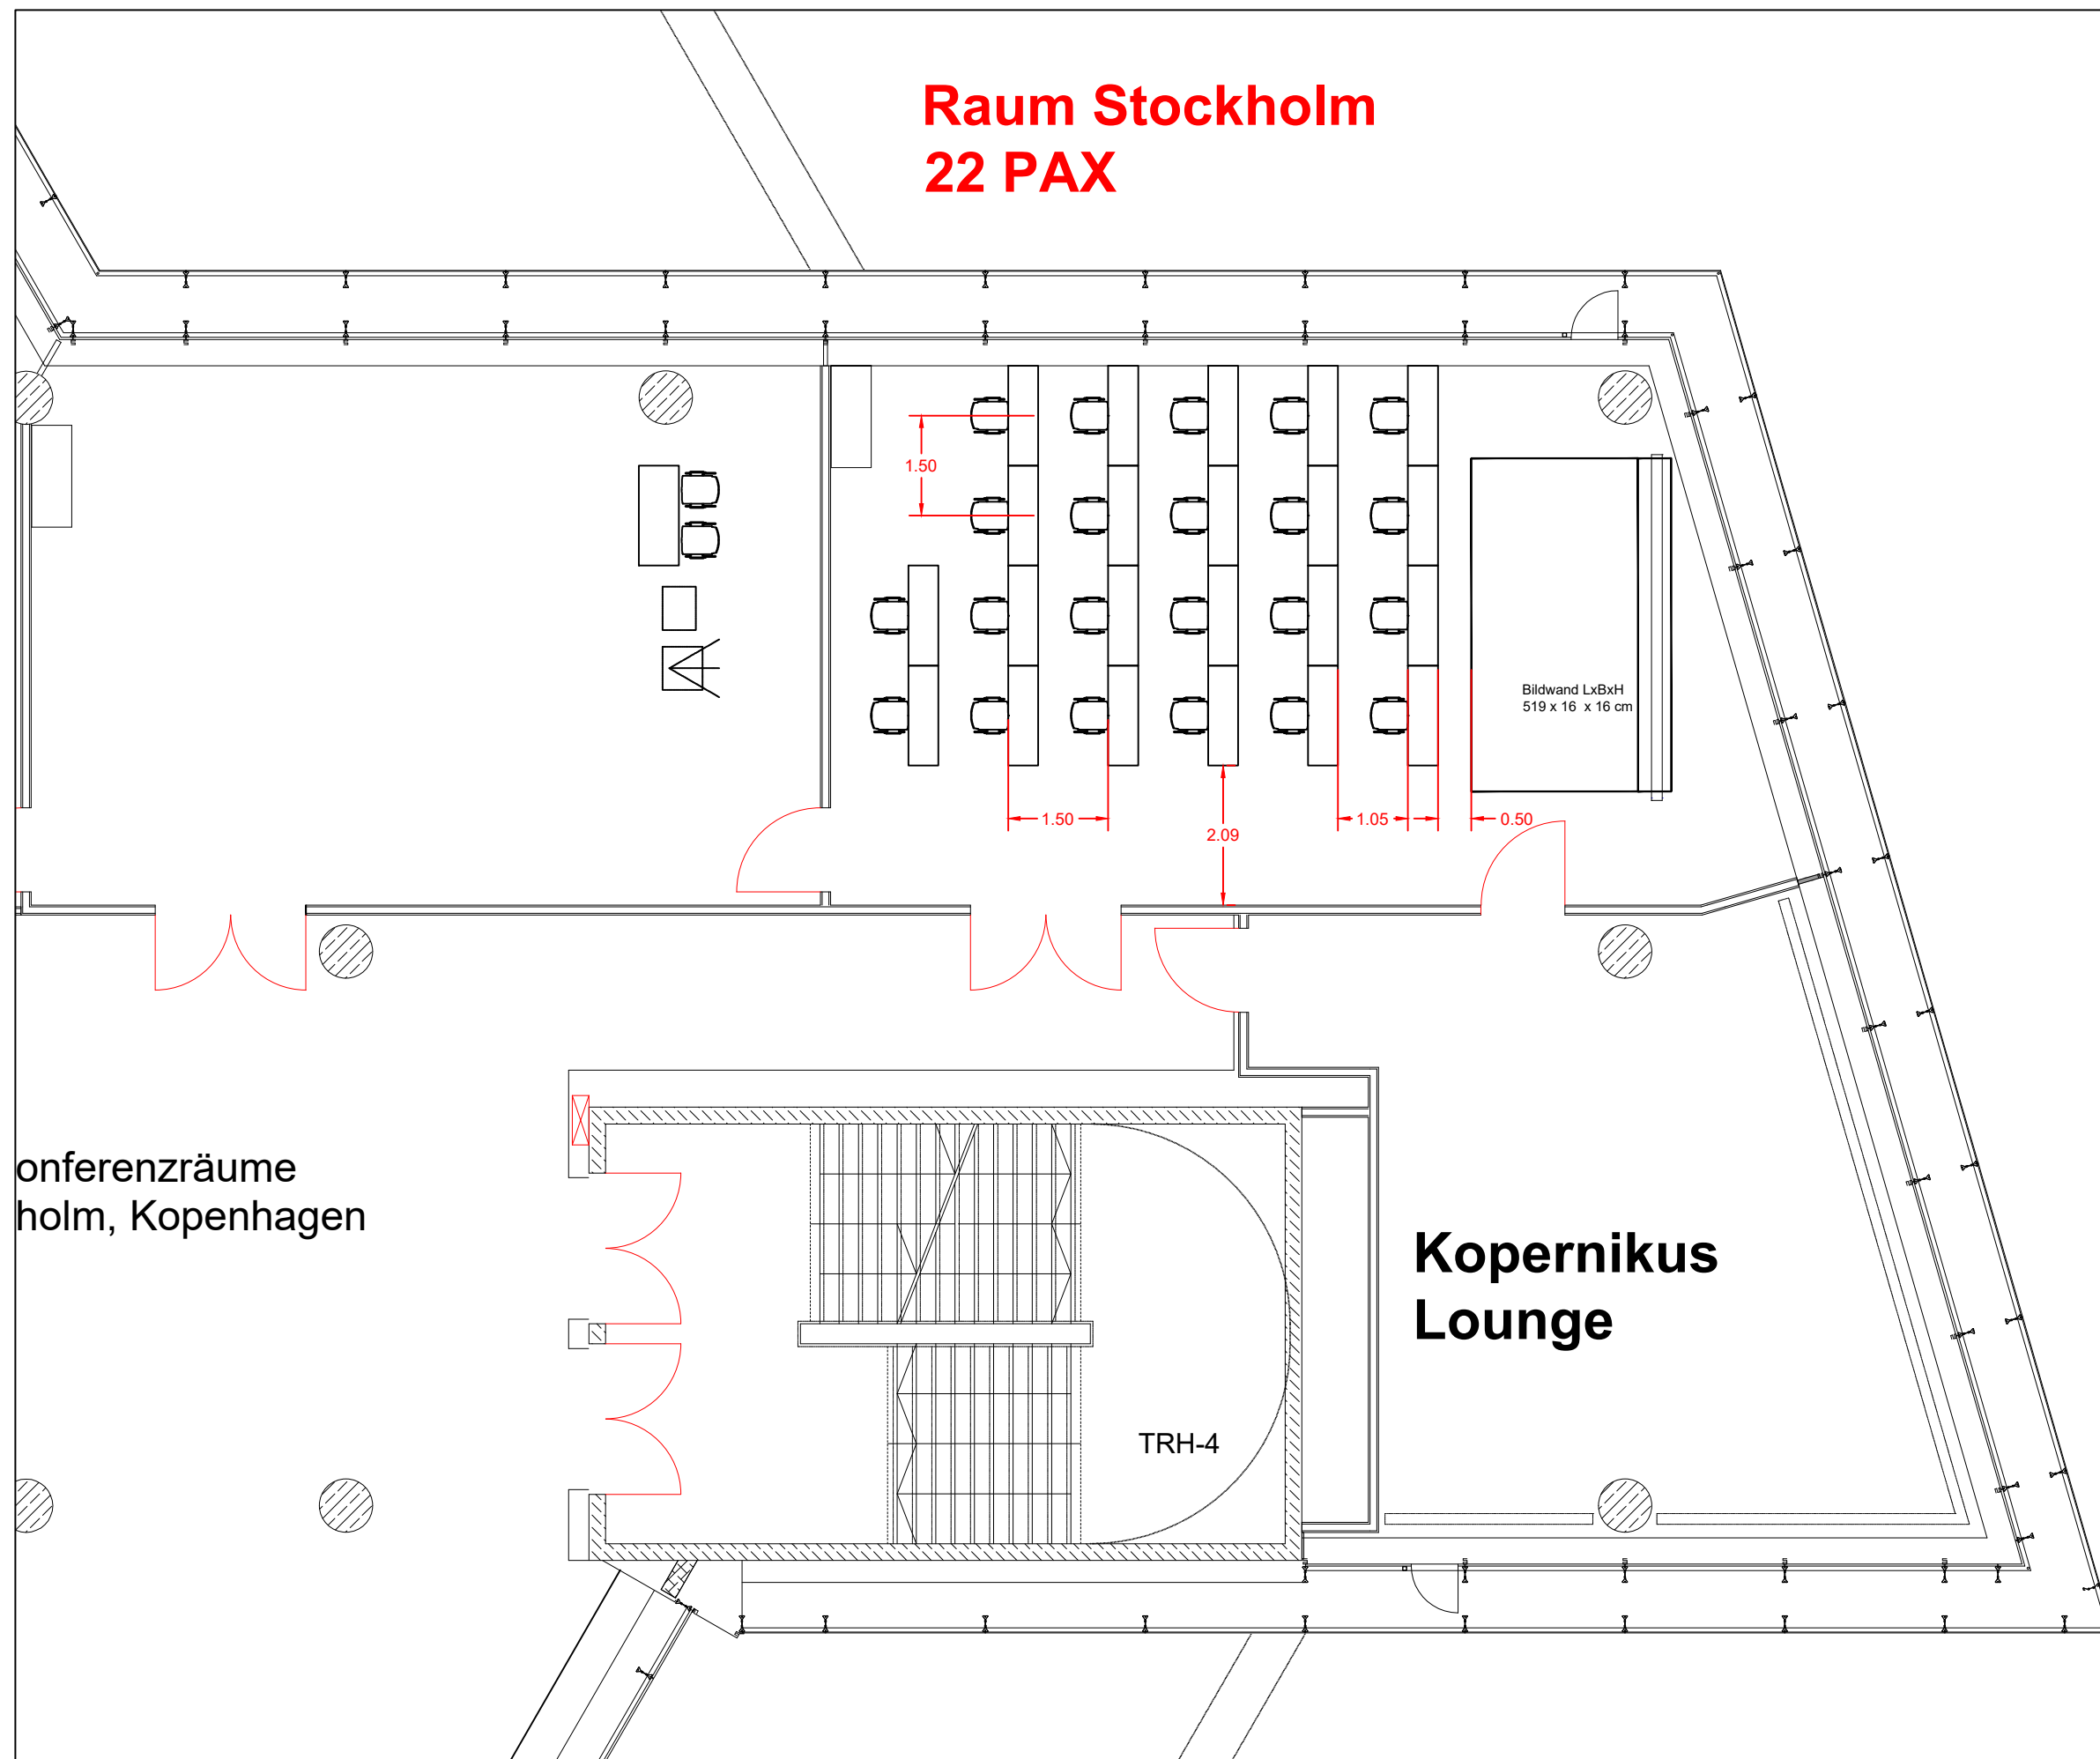 Raum Stockholm
22 PAX
1.50
Bildwand LxBxH
519 x 16 x 16 cm
1.50
2.09
1.05
0.50
onferenzräume
holm, Kopenhagen
Kopernikus
Lounge
TRH-4